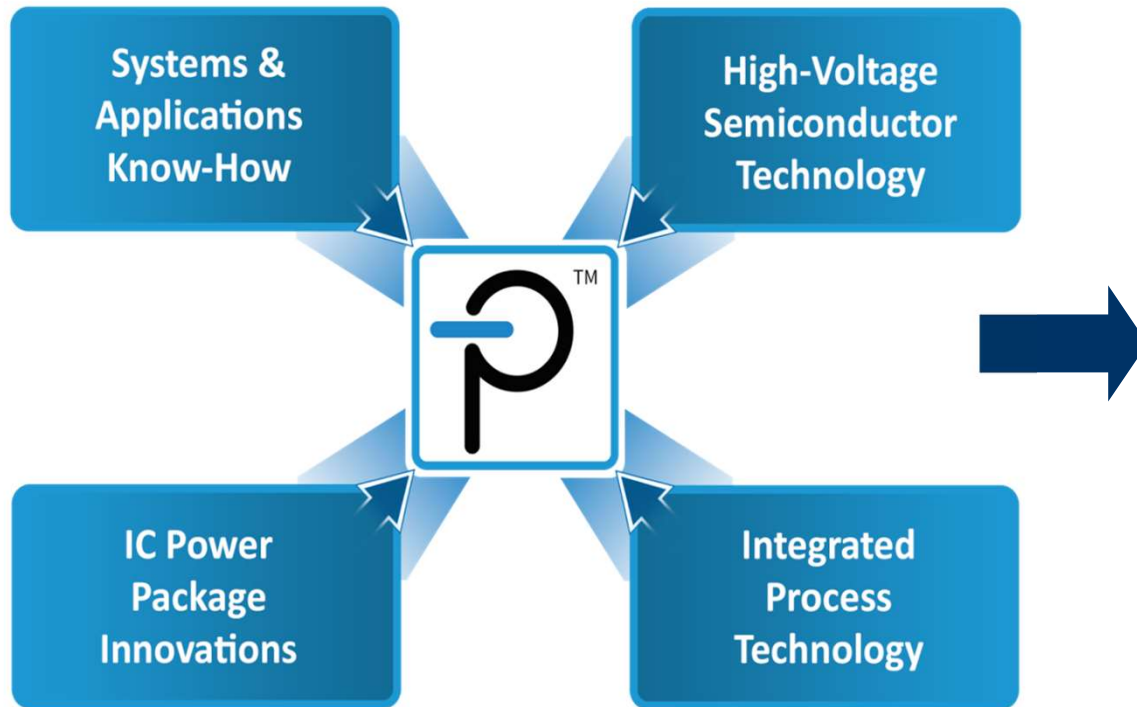 Systems &
Applications
Know-How
High-Voltage
Semiconductor
Technology
TM
IC Power
Package
Innovations
Integrated
Process
Technology